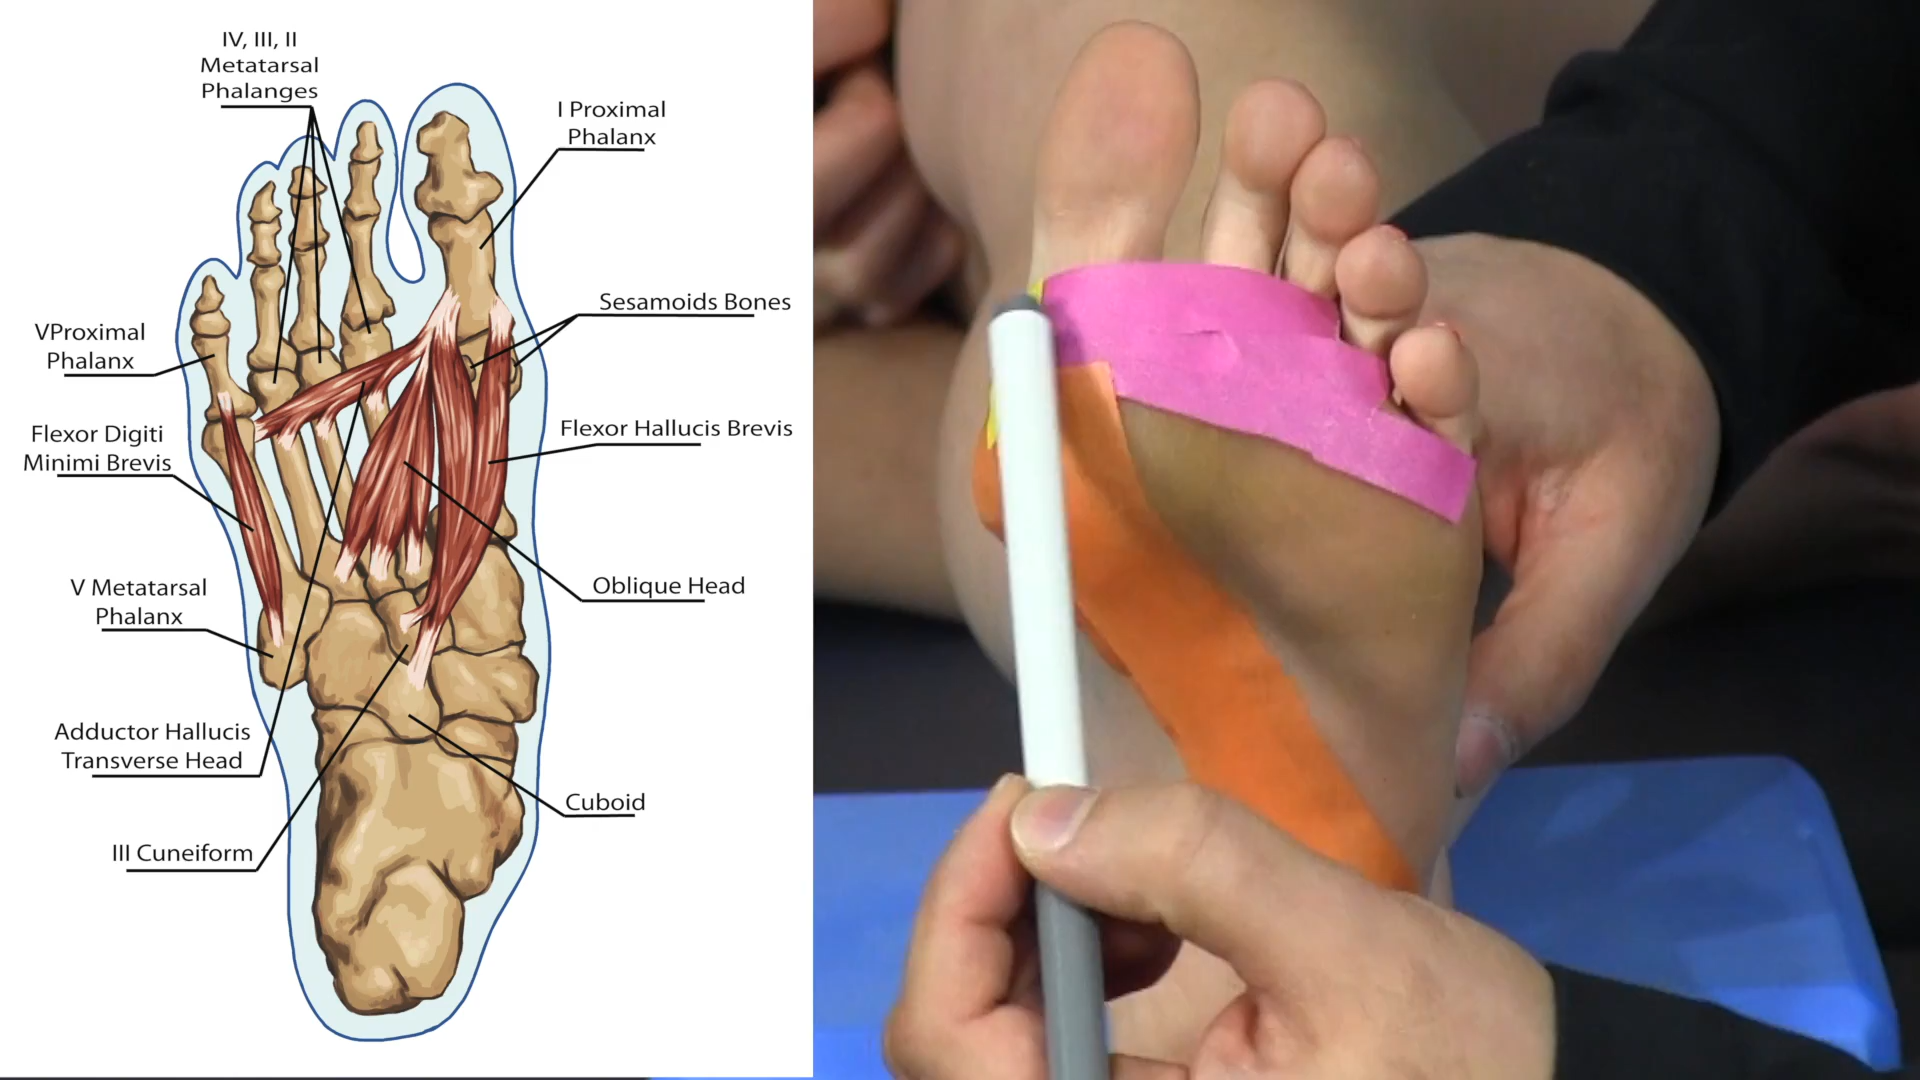 IV, III, II
Metatarsal
Phalanges
I Proximal
Phalanx
Sesamoids Bones
VProximal
Phalanx
Flexor Digiti
Minimi Brevis
Flexor Hallucis Brevis
V Metatarsal
Phalanx
Oblique Head
Adductor Hallucis
Transverse Head
Cuboid
III Cuneiform